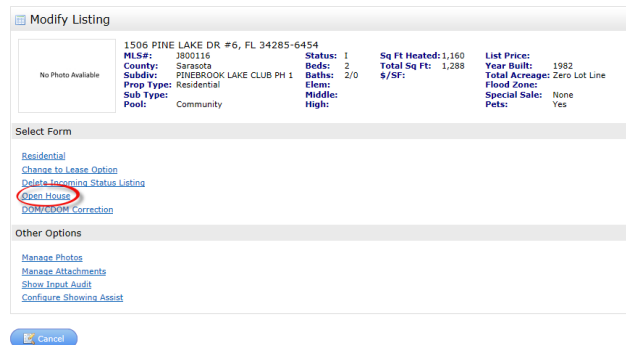 Modify Listing
1506 PINE LAKE DR #6, FL 34285-6454
MLS#: J800116 Status: I Sq Ft Heated: 1,160 List Price:
County: Sarasota Beds: 2 Total Sq Ft: 1,288 Year Built: 1982
No Photo Avaliable Subdiv: PINEBROOK LAKE CLUB PH 1 Baths: 2/0 $/SF: Total Acreage: Zero Lot Line
Prop Type: Residential Elem: Flood Zone:
Sub Type: Middle: Special Sale: None
Pool: Community High: Pets: Yes
Select Form
Residential
Change to Lease Option
Delete Incoming Status Listing
Open House
DOM/CDOM Correction
Other Options
Manage Photos
Manage Attachments
Show Input Audit
Configure Showing Assist
Cancel